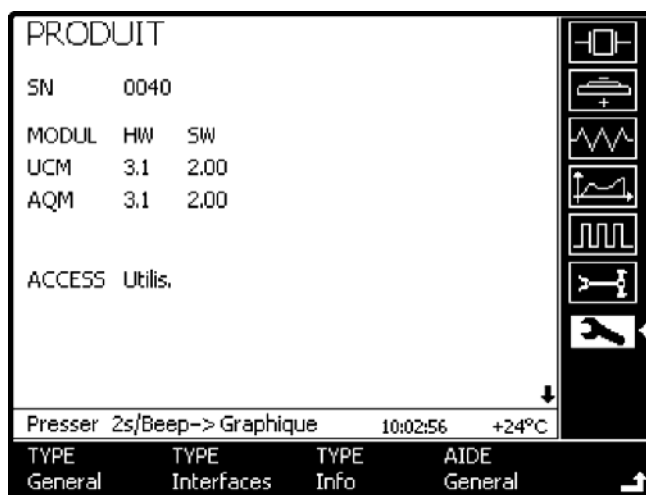 PRODUIT
SN 0040
MODUL HW SW
UCM 3.1 2.00
AQM 3.1 2.00
ACCESS Utilis.
Presser 2s/Beep-> Graphique 10:02:56 +24°C
TYPE TYPE TYPE AIDE
General Interfaces Info General